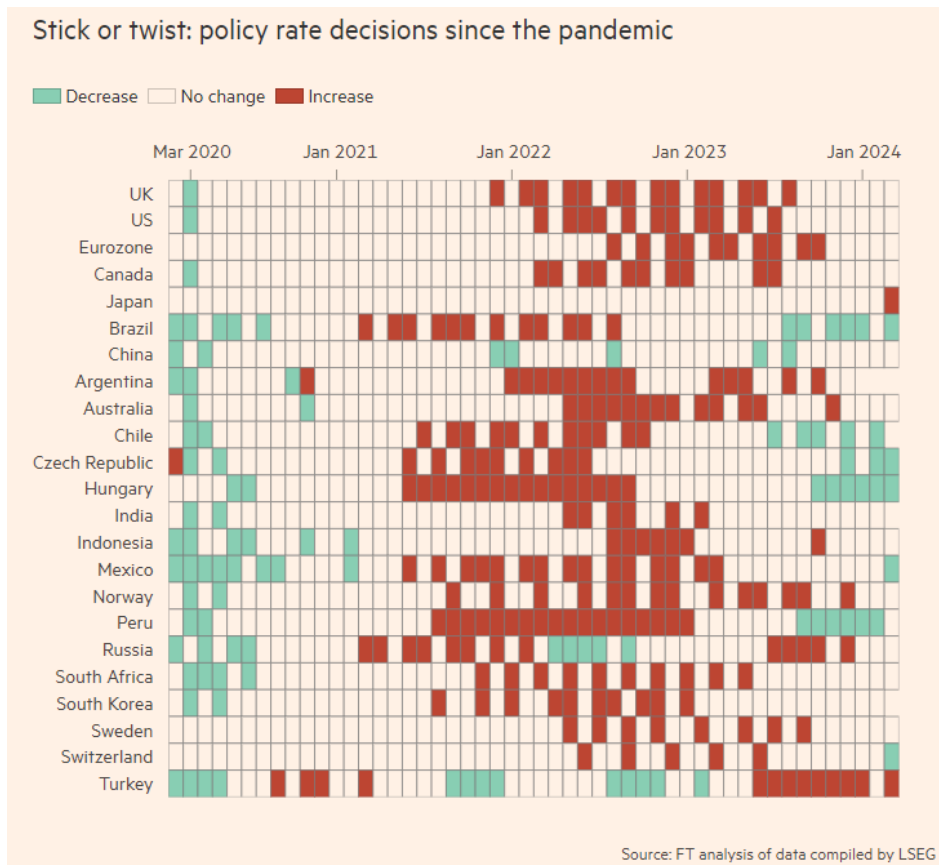 Stick or twist: policy rate decisions since the pandemic
Decrease No change Increase
Mar 2020 Jan 2021 Jan 2022 Jan 2023 Jan 2024
UK
US
Eurozone
Canada
Japan
Brazil
China
Argentina
Australia
Chile
Czech Republic
Hungary
India
Indonesia
Mexico
Norway
Peru
Russia
South Africa
South Korea
Sweden
Switzerland
Turkey
Source: FT analysis of data compiled by LSEG